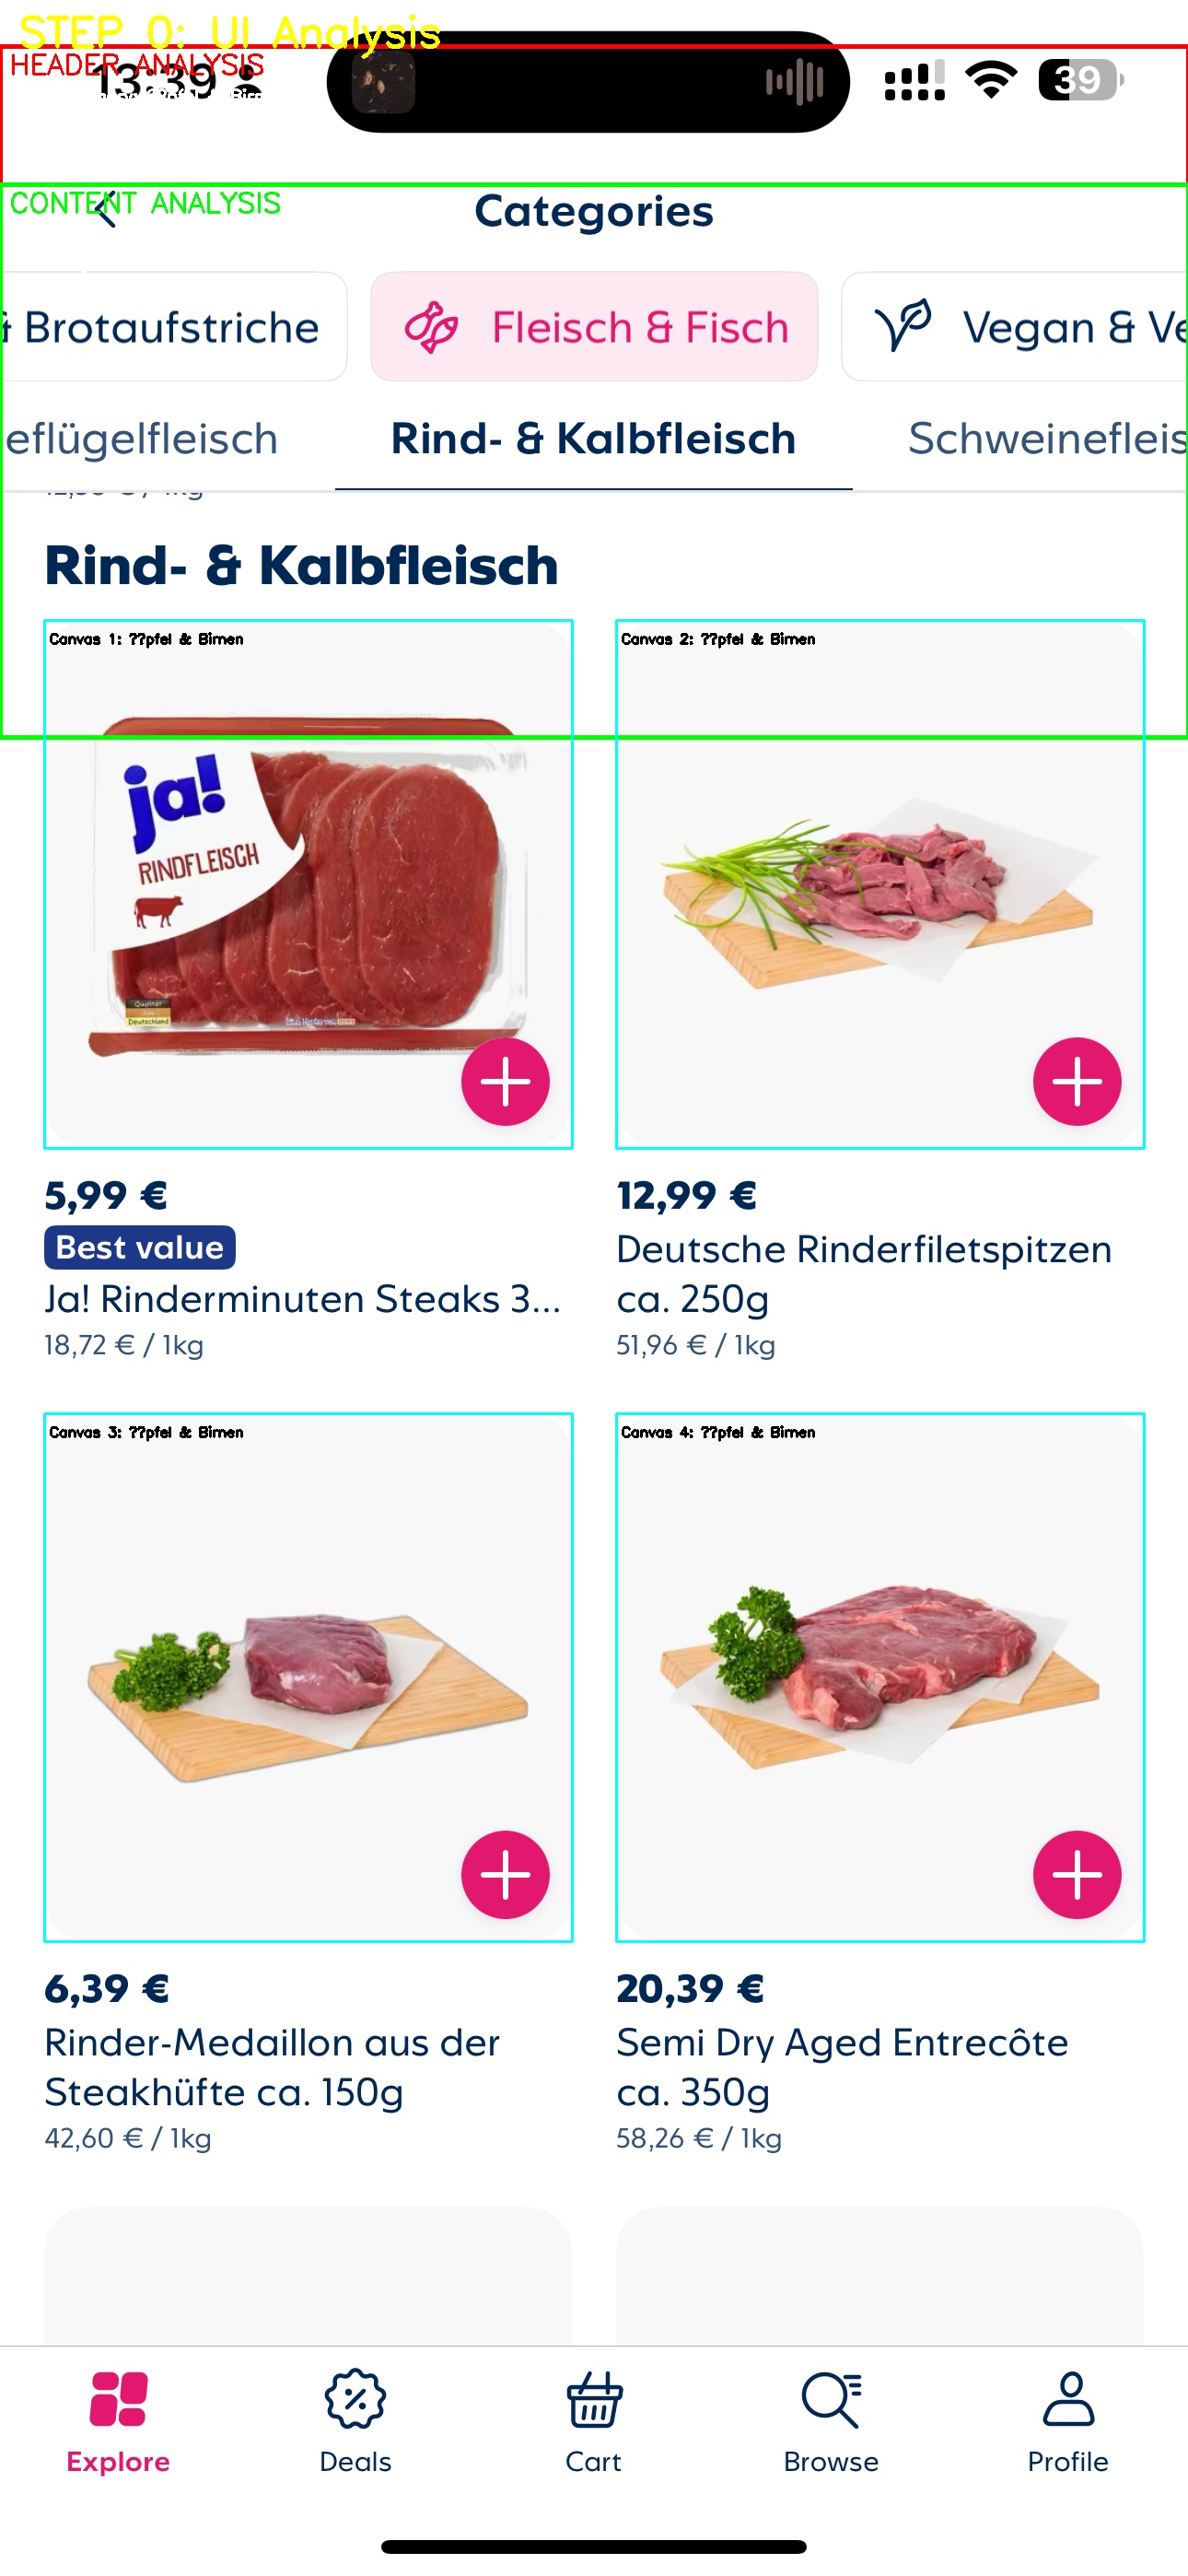 STEP 0: UI Analysis
HEADER ANALYSIS
13:39
39
CONTENT ANALYSIS
Categories
& Brotaufstriche
Fleisch & Fisch
Vegan & Ve
eflügelfleisch
Rind- & Kalbfleisch
Schweinefleis
Rind- & Kalbfleisch
Canvas 1: ??pfel & Birnen
Canvas 2: ??pfel & Birnen
ja!
RINDFLEISCH
Qualität
aus
Deutschland
5,99 €
12,99 €
Best value
Deutsche Rinderfiletspitzen
ca. 250g
Ja! Rinderminuten Steaks 3...
18,72 € / 1kg
51,96 € / 1kg
Canvas 3: ??pfel & Birnen
Canvas 4: ??pfel & Birnen
6,39 €
20,39 €
Rinder-Medaillon aus der
Steakhüfte ca. 150g
Semi Dry Aged Entrecôte
ca. 350g
42,60 € / 1kg
58,26 € / 1kg
Explore
Deals
Cart
Browse
Profile